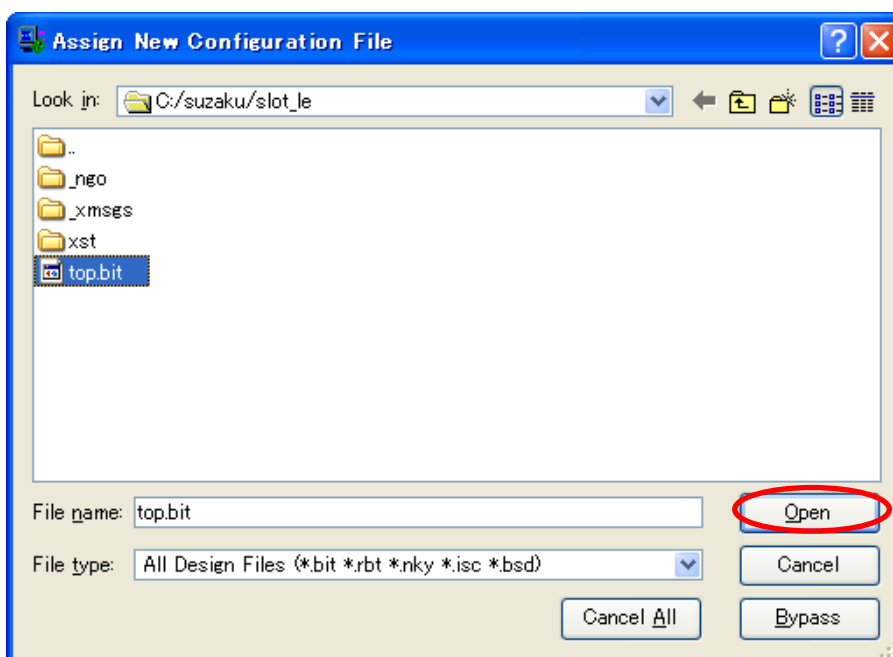 Assign New Configuration File
Look in: C:/suzaku/slot_le
..
_ngo
_xmsgs
xst
top.bit
File name: top.bit Open
File type: All Design Files (*.bit *.rbt *.nky *.isc *.bsd) Cancel
Cancel All Bypass